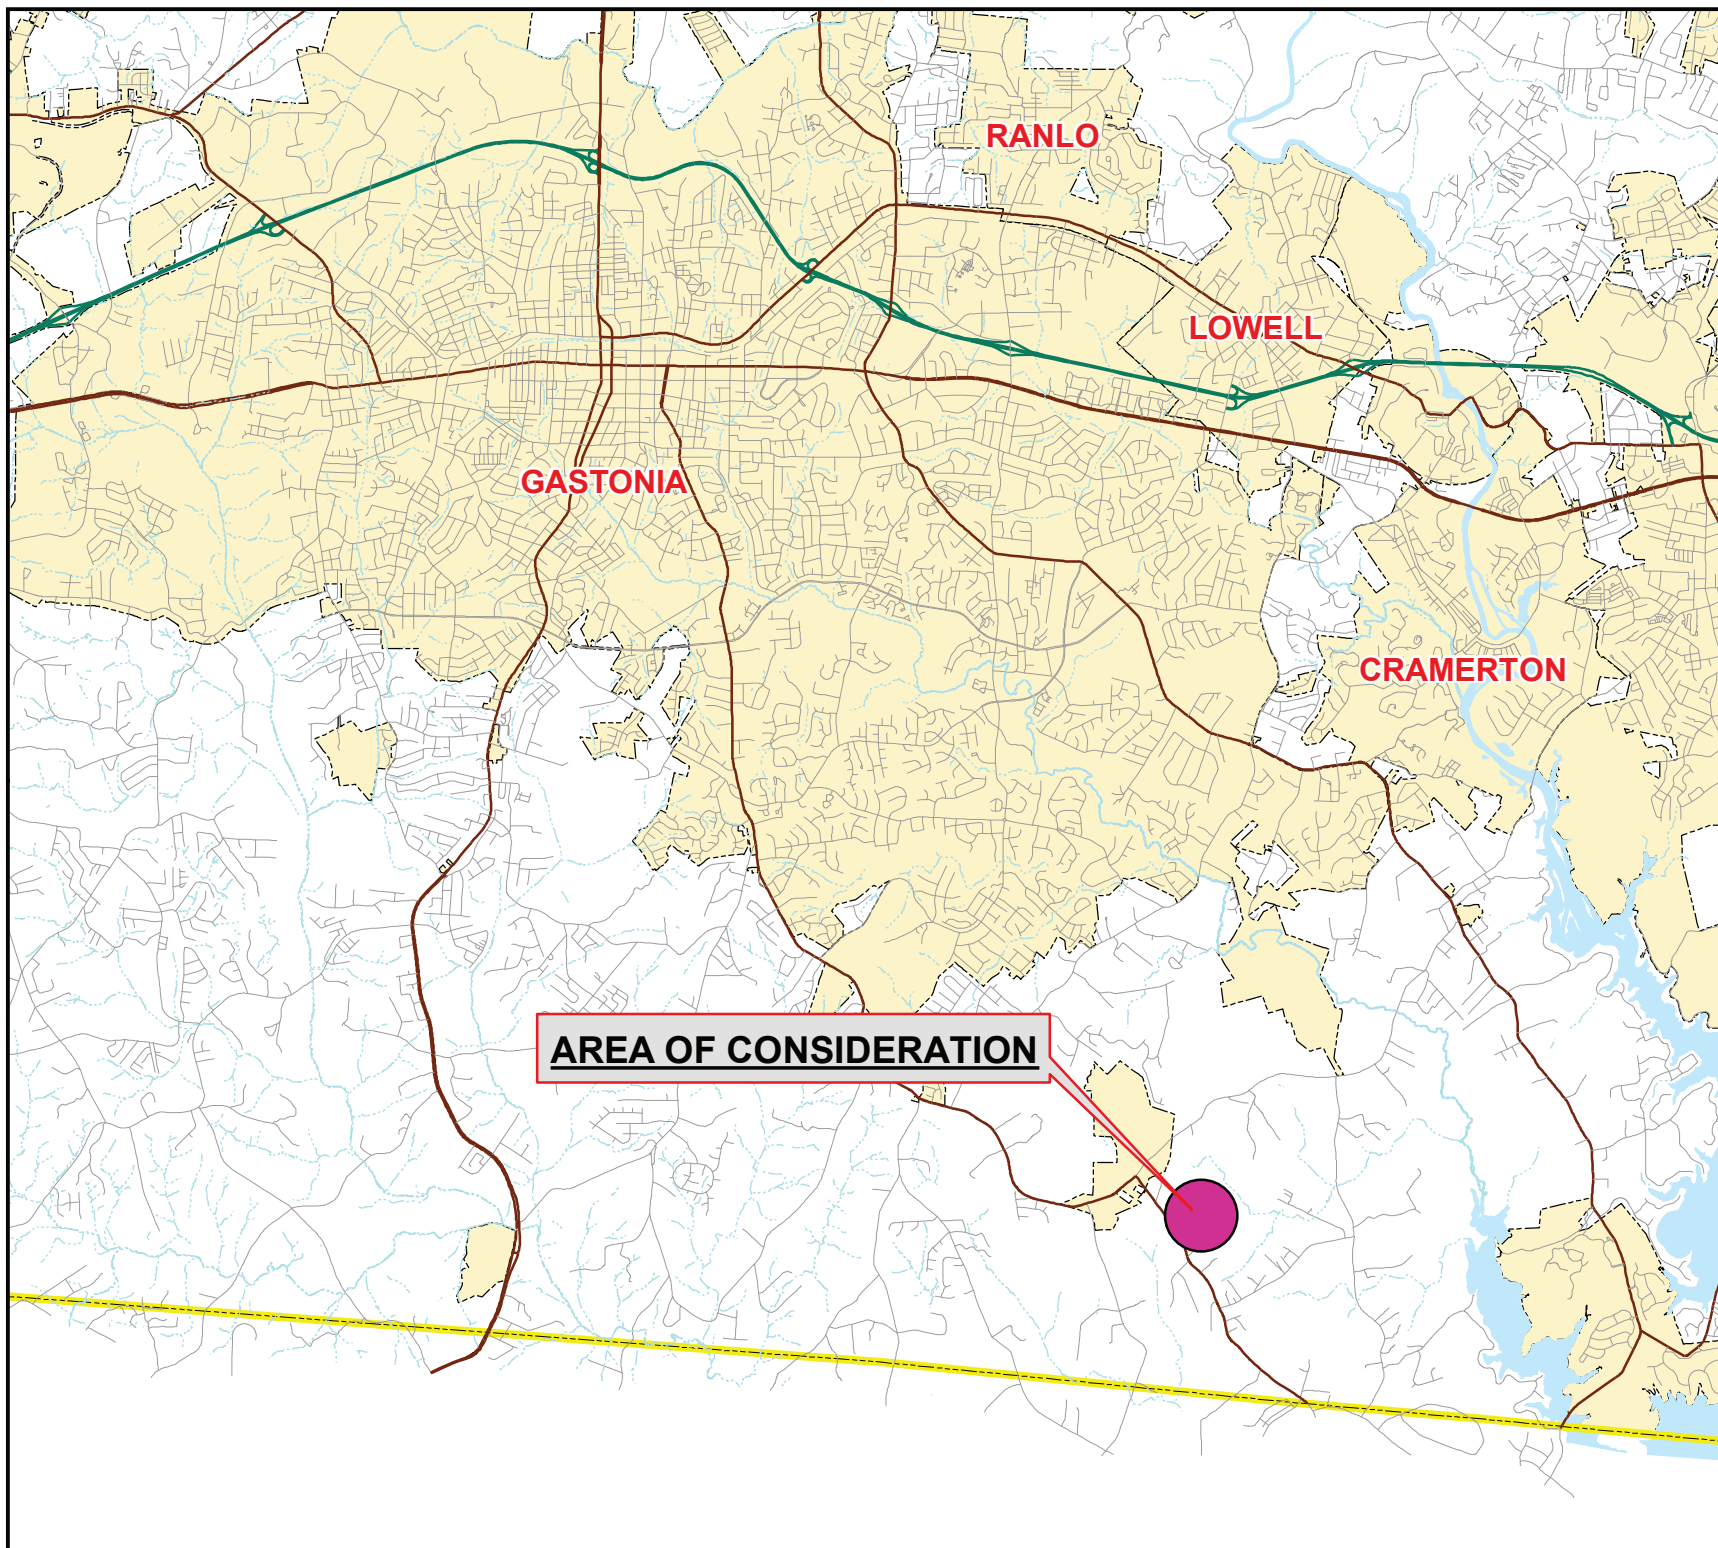 RANLO
LOWELL
GASTONIA
CRAMERTON
AREA OF CONSIDERATION